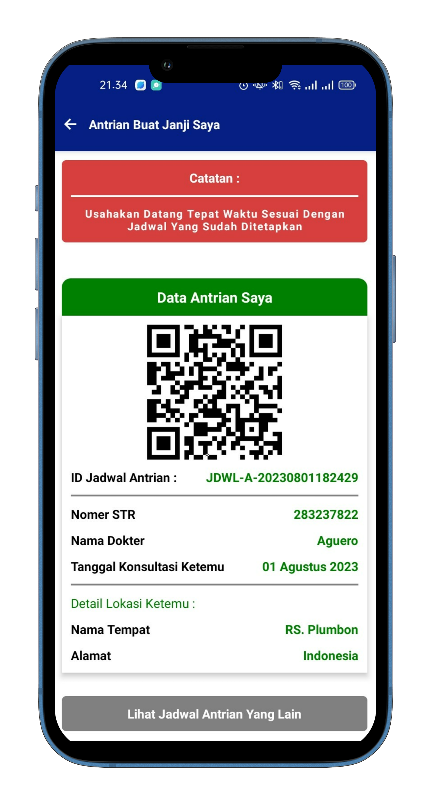 21.34
100
Antrian Buat Janji Saya
Catatan :
Usahakan Datang Tepat Waktu Sesuai Dengan
Jadwal Yang Sudah Ditetapkan
Data Antrian Saya
ID Jadwal Antrian : JDWL-A-20230801182429
Nomer STR 283237822
Nama Dokter Aguero
Tanggal Konsultasi Ketemu 01 Agustus 2023
Detail Lokasi Ketemu :
Nama Tempat RS. Plumbon
Alamat Indonesia
Lihat Jadwal Antrian Yang Lain